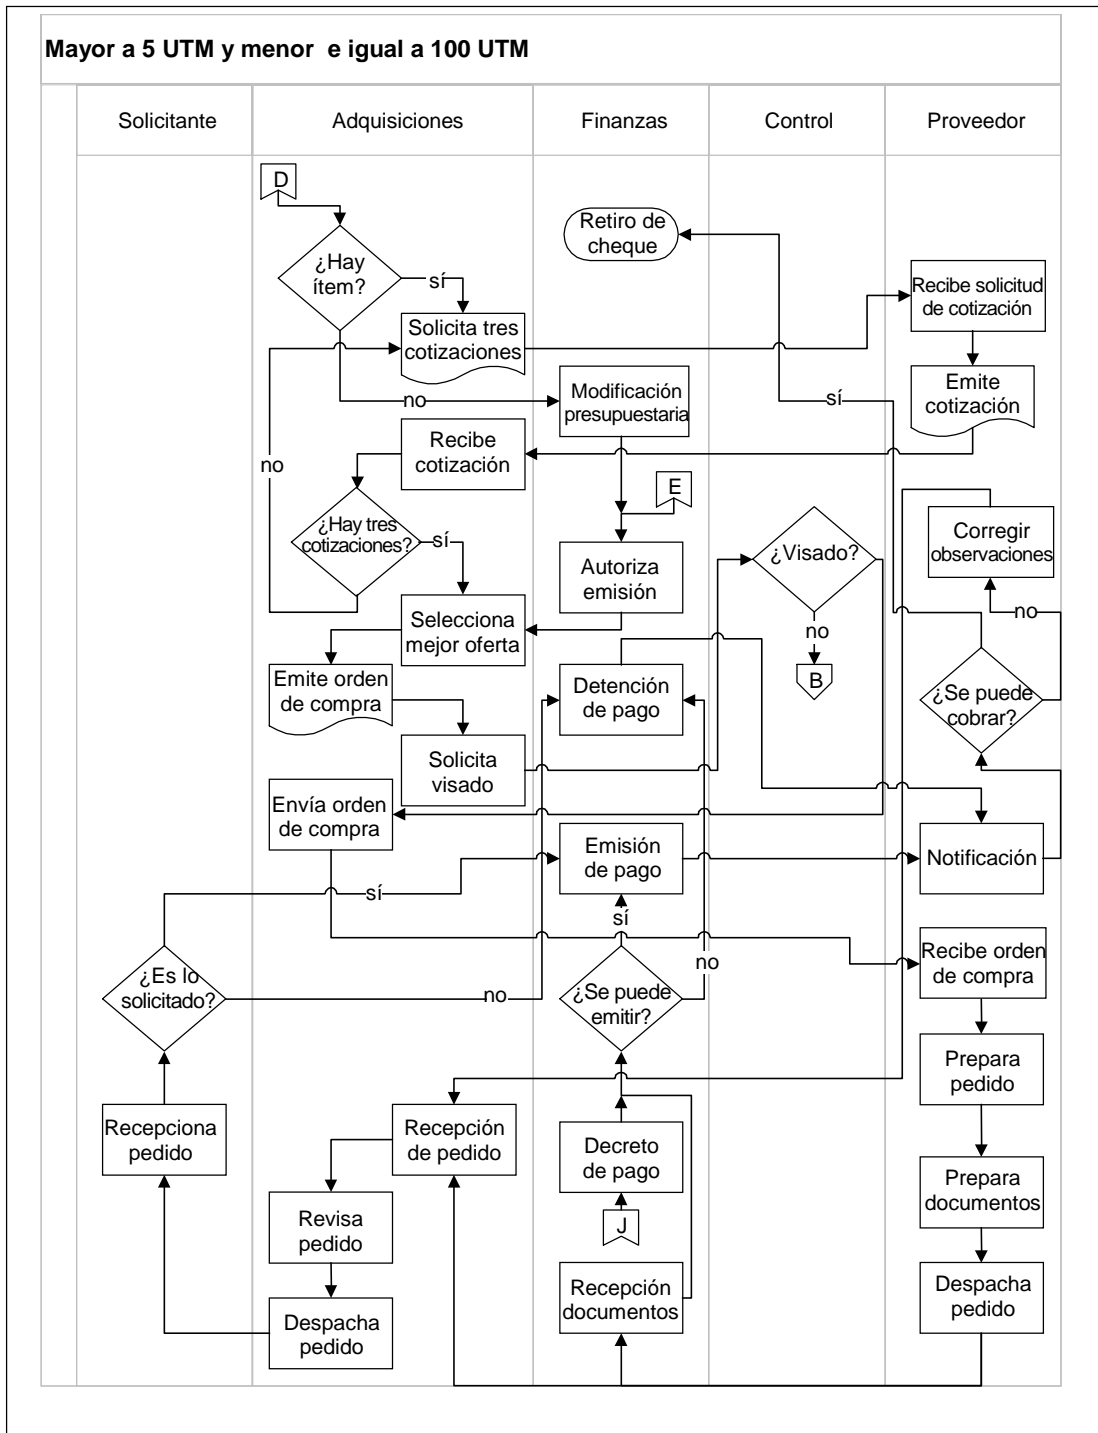 Mayor a 5 UTM y menor e igual a 100 UTM
Solicitante
Adquisiciones
Finanzas
Control
Proveedor
D
¿Hay
ítem?
sí
Retiro de
cheque
Recibe solicitud
de cotización
Solicita tres
cotizaciones
Emite
cotización
Modificación
presupuestaria
no
sí
Recibe
cotización
no
E
¿Hay tres
cotizaciones?
sí
¿Visado?
Corregir
observaciones
Autoriza
emisión
Selecciona
mejor oferta
no
no
B
Emite orden
de compra
Detención
de pago
¿Se puede
cobrar?
Solicita
visado
Envía orden
de compra
Emisión
de pago
Notificación
sí
sí
Recibe orden
de compra
¿Es lo
solicitado?
no
¿Se puede
emitir?
no
Prepara
pedido
Recepciona
pedido
Recepción
de pedido
Decreto
de pago
Prepara
documentos
Revisa
pedido
J
Recepción
documentos
Despacha
pedido
Despacha
pedido